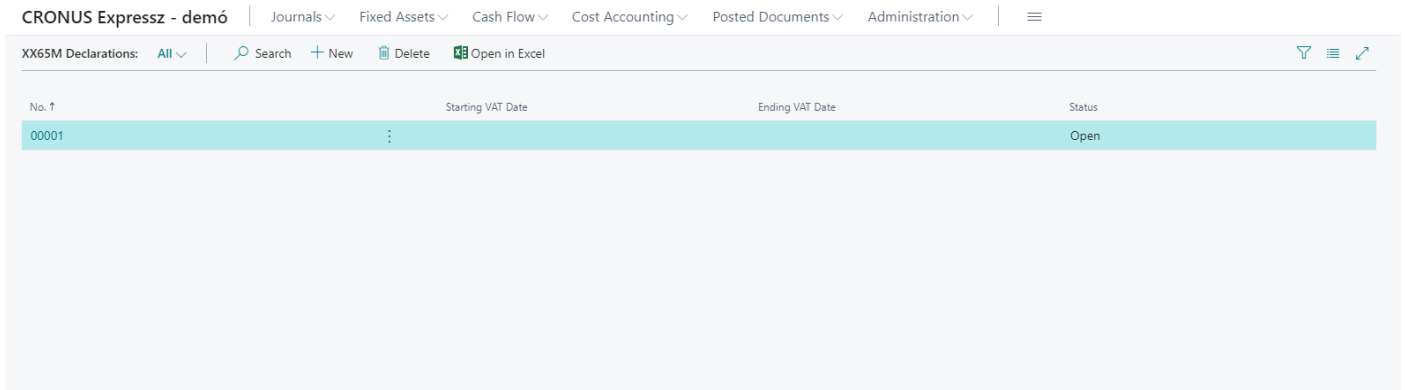 CRONUS Expressz - demó Journals Fixed Assets Cash Flow Cost Accounting Posted Documents Administration
XX65M Declarations: All Search New Delete Open in Excel
No. ↑ Starting VAT Date Ending VAT Date Status
00001 Open